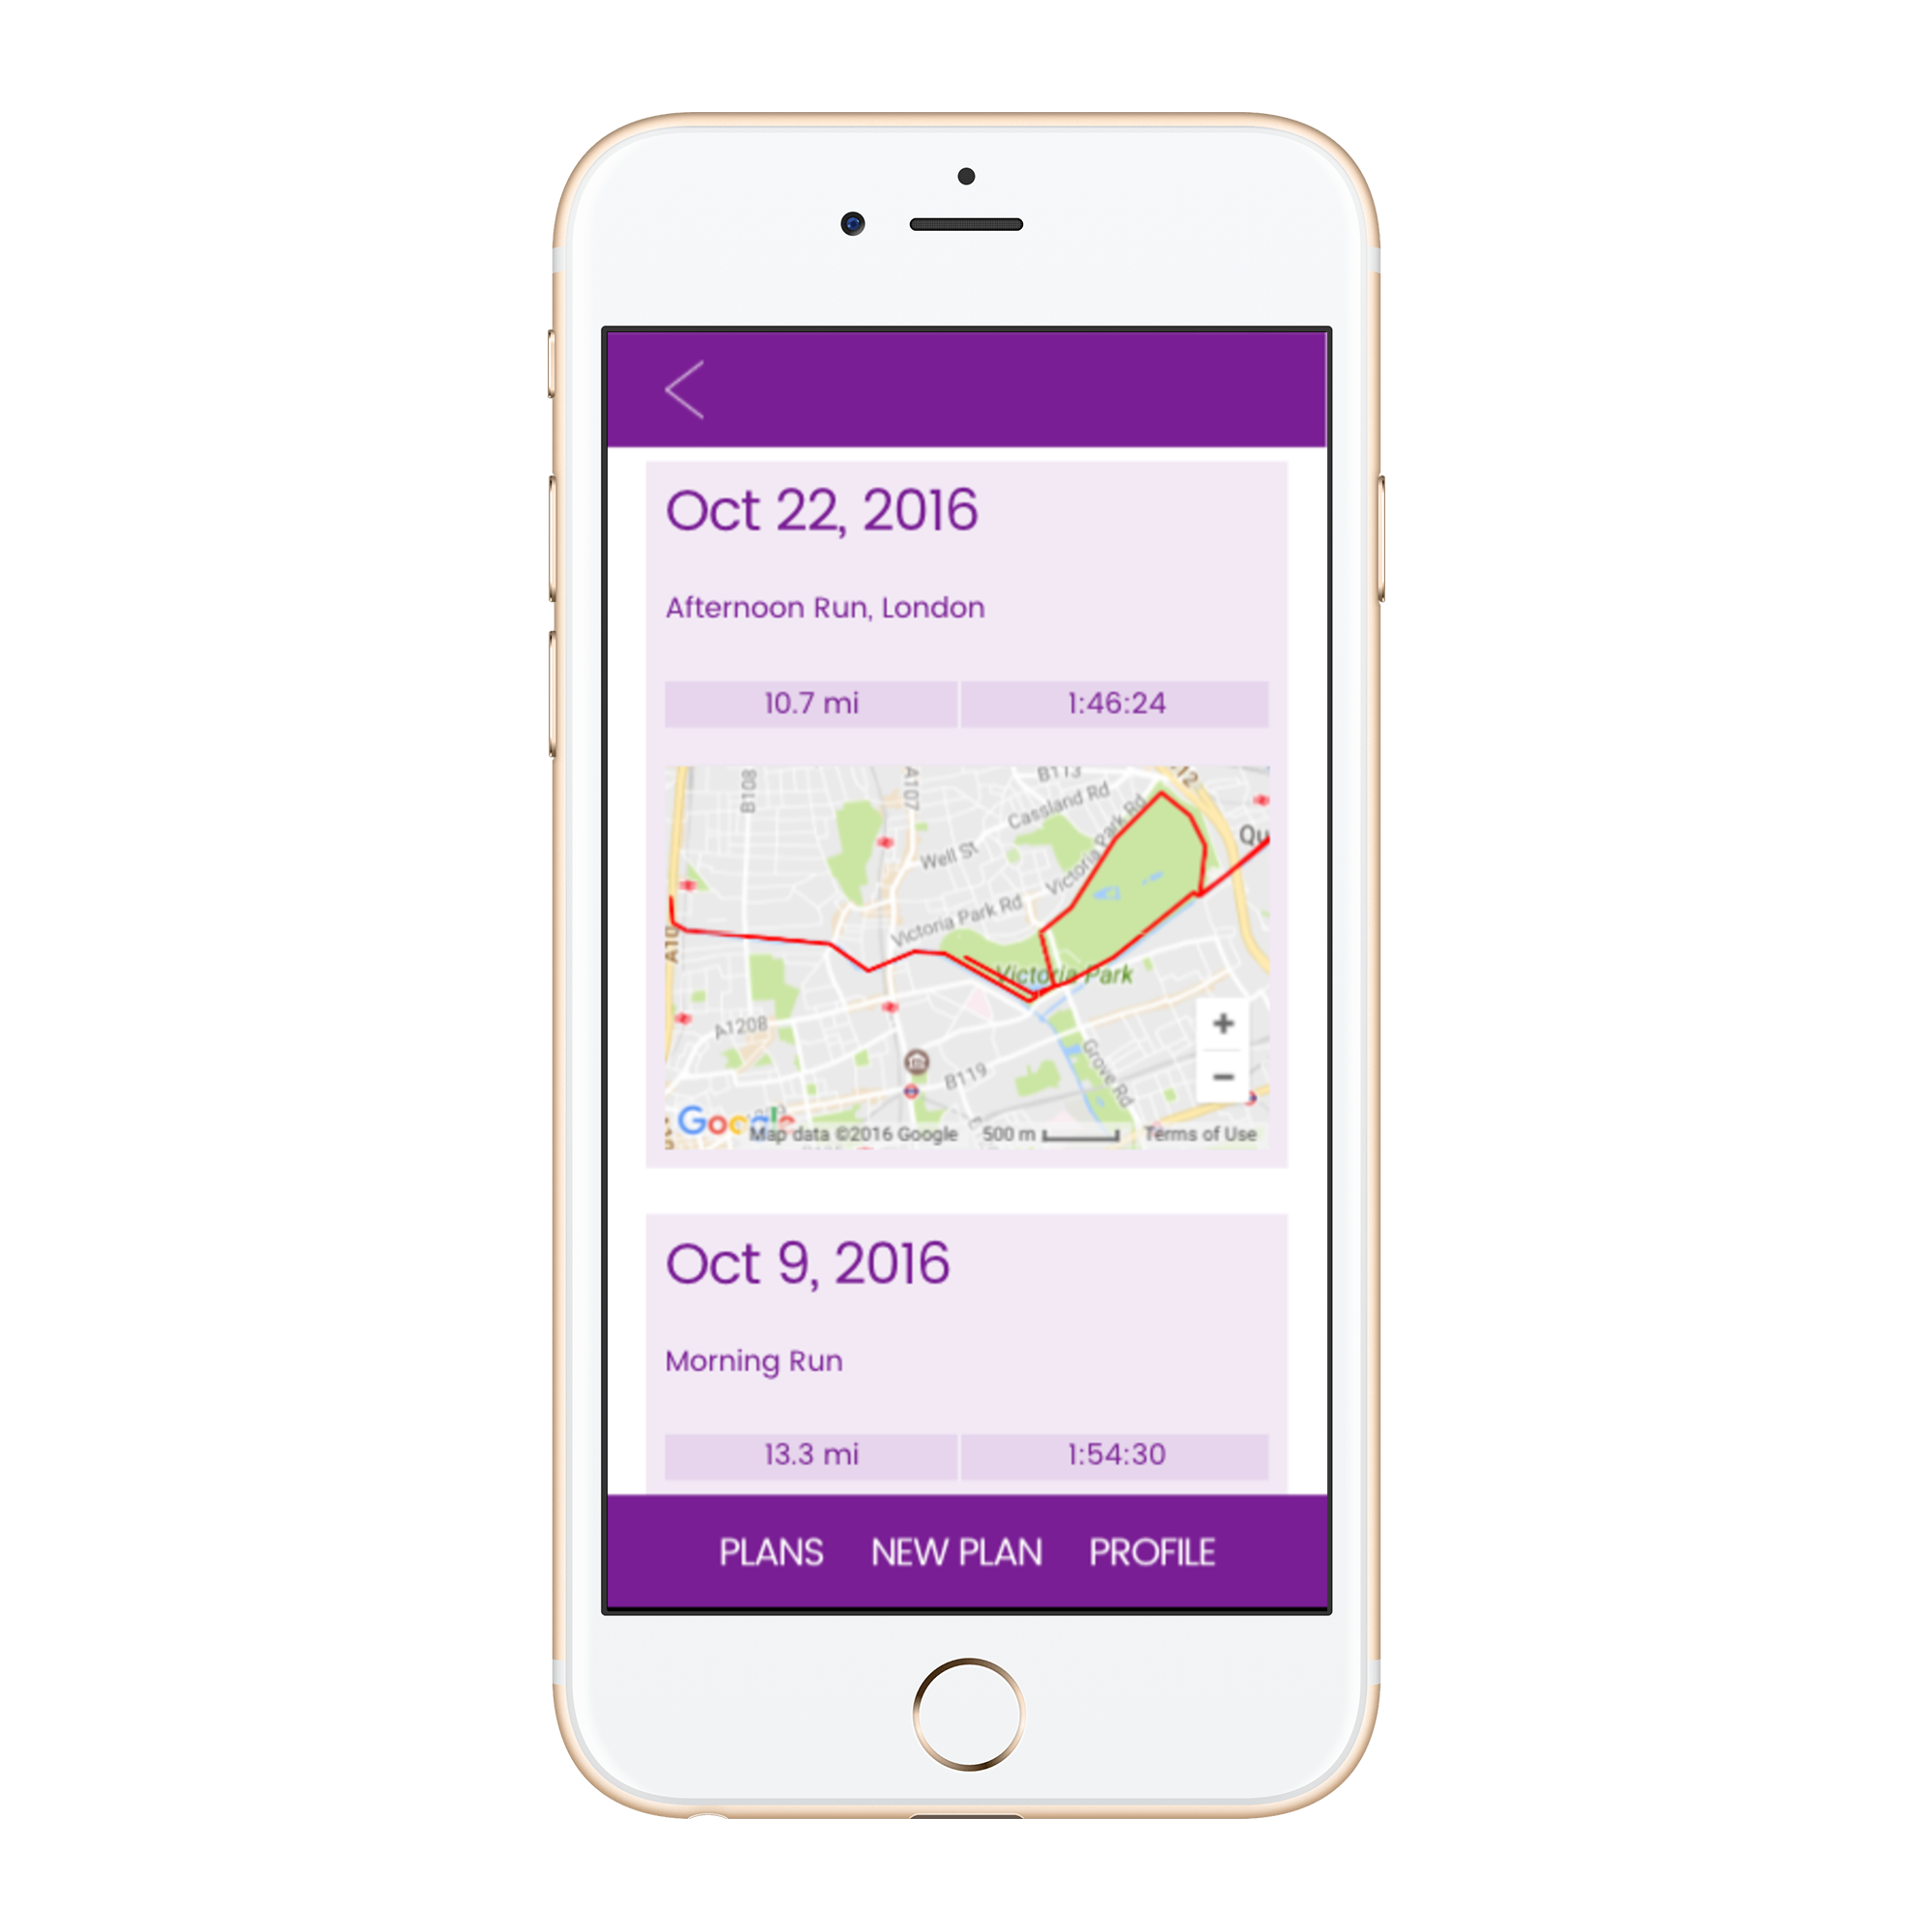 Oct 22, 2016
Afternoon Run, London
10.7 mi 1:46:24
B108
A107
B113
Cassland Rd
Well St
Victoria Park Rd
Victoria Park Rd
Qu
A10
Victoria Park
A1208
B119
Grove Rd
+
−
Google
Map data ©2016 Google 500 m Terms of Use
Oct 9, 2016
Morning Run
13.3 mi 1:54:30
PLANS NEW PLAN PROFILE